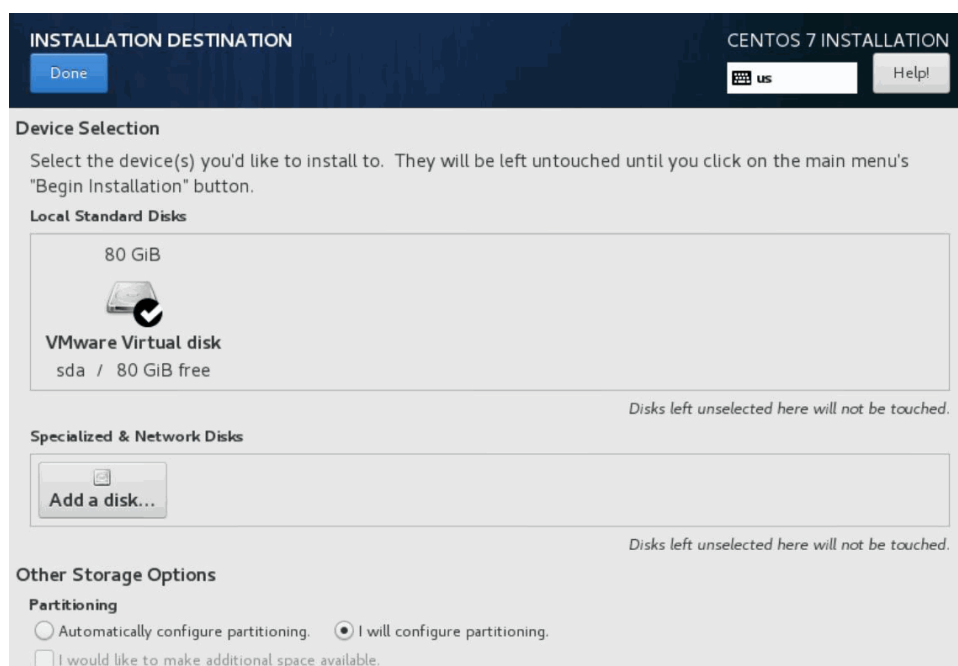 INSTALLATION DESTINATION
CENTOS 7 INSTALLATION
Done
us
Help!
Device Selection
Select the device(s) you'd like to install to. They will be left untouched until you click on the main menu's
"Begin Installation" button.
Local Standard Disks
80 GiB
VMware Virtual disk
sda / 80 GiB free
Disks left unselected here will not be touched.
Specialized & Network Disks
Add a disk...
Disks left unselected here will not be touched.
Other Storage Options
Partitioning
Automatically configure partitioning. I will configure partitioning.
I would like to make additional space available.